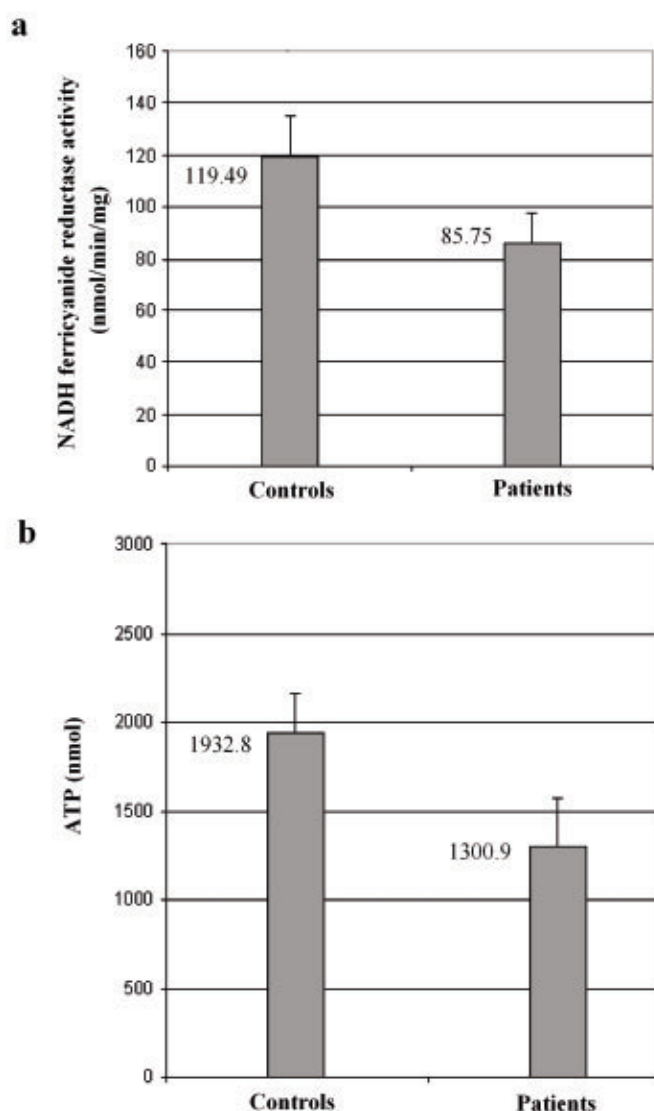 a
NADH ferricyanide reductase activity
(nmol/min/mg)
160
140
120
100
80
60
40
20
0
119.49
85.75
Controls Patients
b
ATP (nmol)
3000
2500
2000
1500
1000
500
0
1932.8
1300.9
Controls Patients